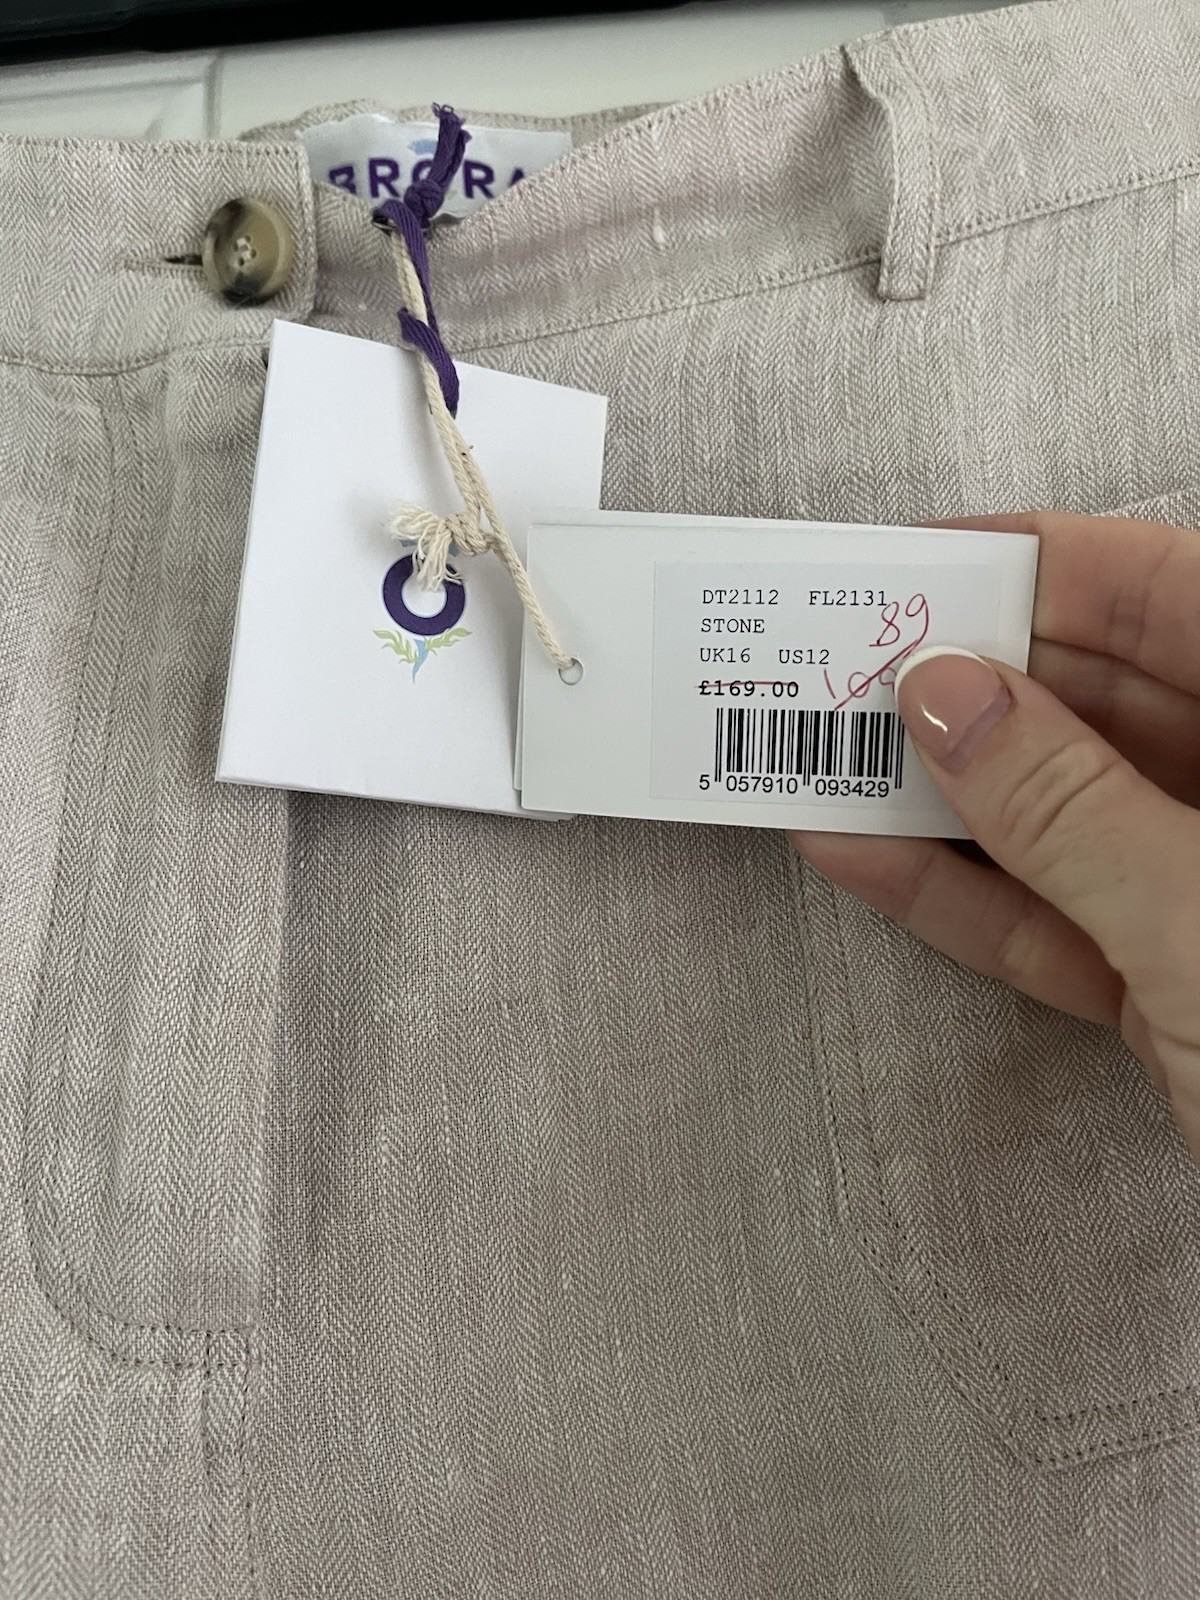 BRORA
DT2112 FL2131
STONE
89
UK16 US12
£169.00
5 057910 093429